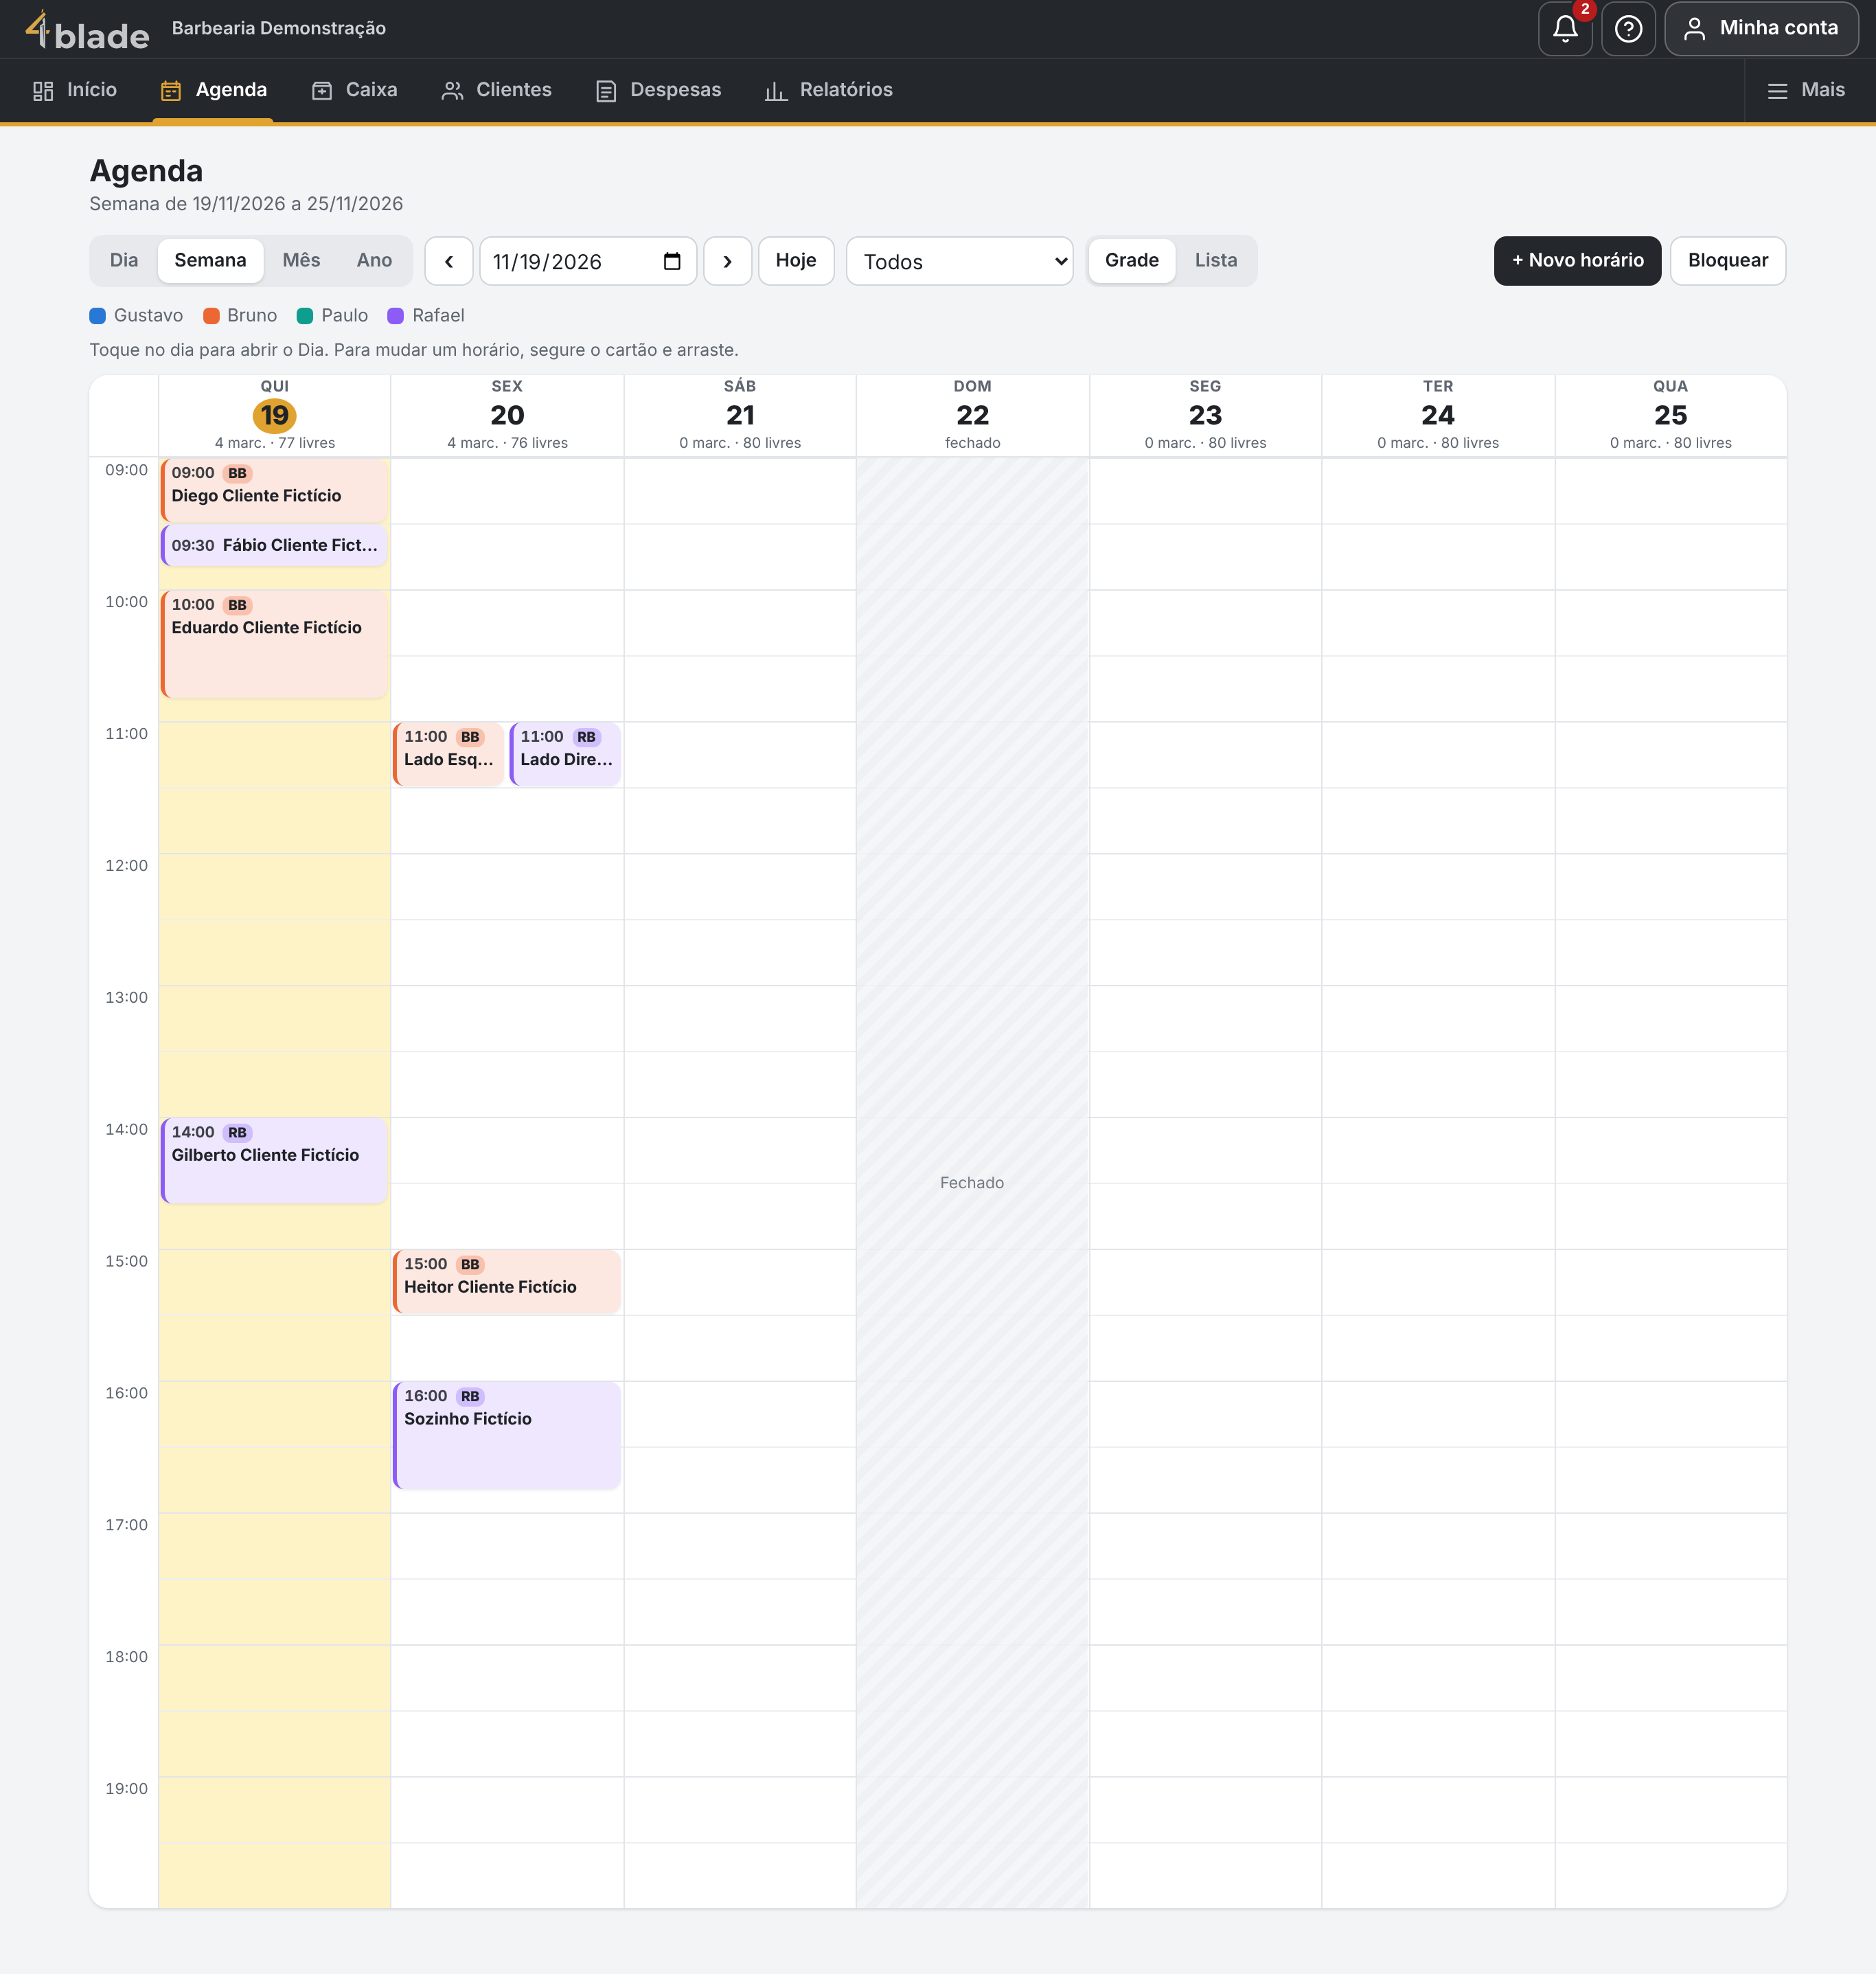 4blade Barbearia Demonstração 2 Minha conta
Início Agenda Caixa Clientes Despesas Relatórios Mais
Agenda
Semana de 19/11/2026 a 25/11/2026
Dia Semana Mês Ano ‹ 11/19/2026 › Hoje Todos Grade Lista + Novo horário Bloquear
Gustavo Bruno Paulo Rafael
Toque no dia para abrir o Dia. Para mudar um horário, segure o cartão e arraste.
QUI SEX SÁB DOM SEG TER QUA
19 20 21 22 23 24 25
4 marc. · 77 livres 4 marc. · 76 livres 0 marc. · 80 livres fechado 0 marc. · 80 livres 0 marc. · 80 livres 0 marc. · 80 livres
09:00 09:00 BB
Diego Cliente Fictício
09:30 Fábio Cliente Fict...
10:00 10:00 BB
Eduardo Cliente Fictício
11:00 11:00 BB 11:00 RB
Lado Esq... Lado Dire...
12:00
13:00
14:00 14:00 RB
Gilberto Cliente Fictício
Fechado
15:00 15:00 BB
Heitor Cliente Fictício
16:00 16:00 RB
Sozinho Fictício
17:00
18:00
19:00